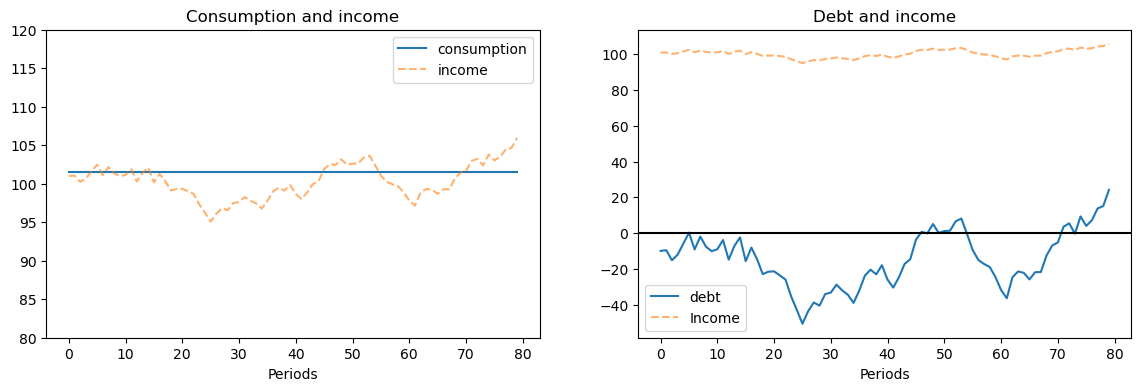 Consumption and income
120
115
110
105
100
95
90
85
80
consumption
income
0 10 20 30 40 50 60 70 80
Periods
Debt and income
100
80
60
40
20
0
−20
−40
debt
Income
0 10 20 30 40 50 60 70 80
Periods